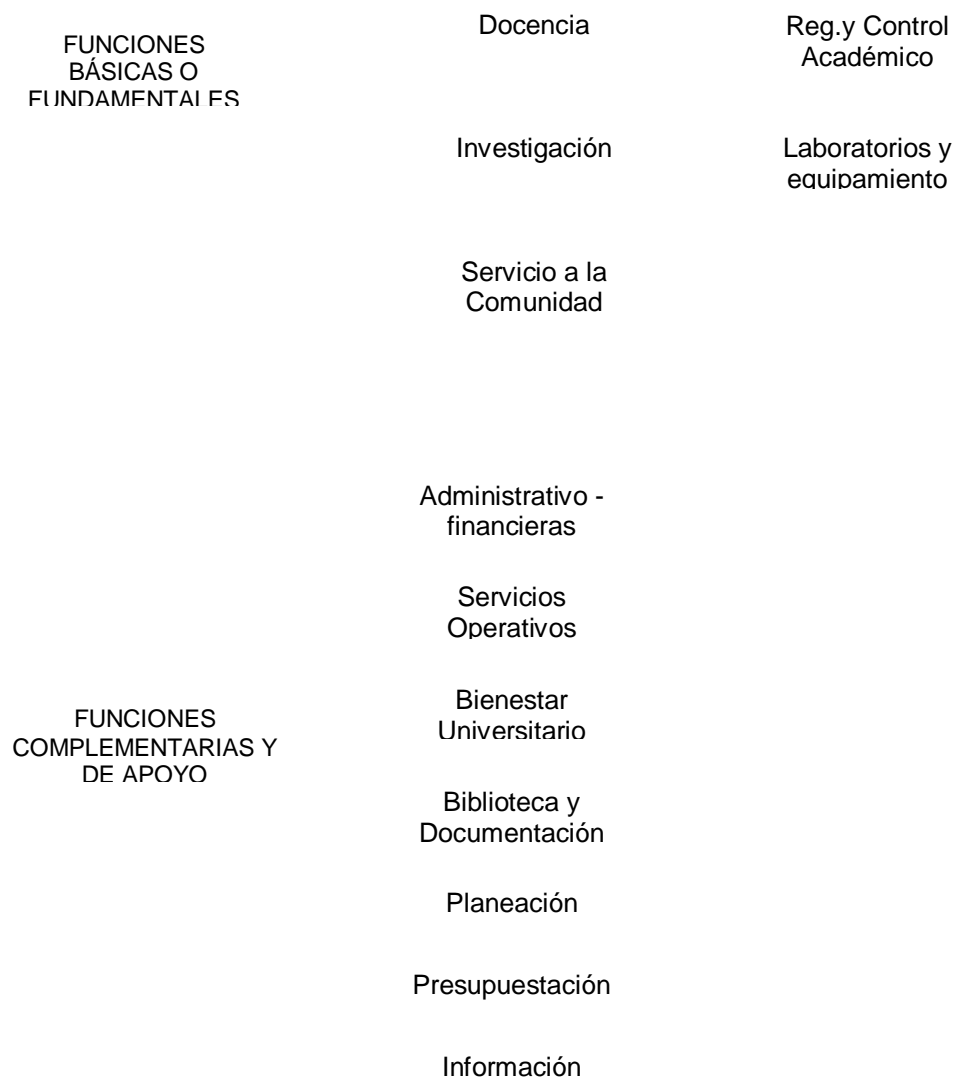 FUNCIONES
BÁSICAS O
FUNDAMENTALES
Docencia
Reg.y Control
Académico
Investigación
Laboratorios y
equipamiento
Servicio a la
Comunidad
FUNCIONES
COMPLEMENTARIAS Y
DE APOYO
Administrativo -
financieras
Servicios
Operativos
Bienestar
Universitario
Biblioteca y
Documentación
Planeación
Presupuestación
Información